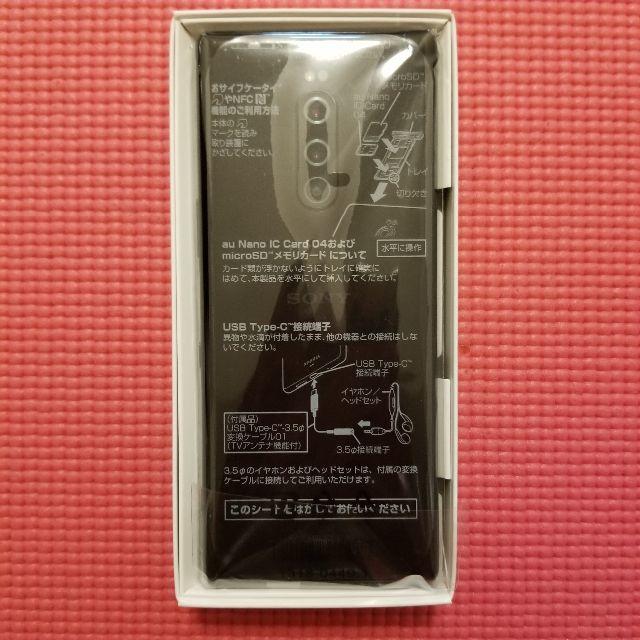 おサイフケータイ
やNFC N
機能のご利用方法
本体の
マークを読み
取り装置に
かざしてください。
microSD™
メモリカード
au Nano
IC Card
04
カバー
トレイ
切り欠き
水平に操作
au Nano IC Card 04および
microSD™メモリカードについて
カード類が浮かないようにトレイに確実に
はめて、本製品を水平にして挿入してください。
SONY
USB Type-C™接続端子
異物や水滴が付着したまま、他の機器との接続はしな
いでください。
USB Type-C™
接続端子
イヤホン/
ヘッドセット
(付属品)
USB Type-C™-3.5φ
変換ケーブル01
(TVアンテナ機能付)
3.5φ接続端子
3.5φのイヤホンおよびヘッドセットは、付属の変換
ケーブルに接続してご利用いただけます。
このシートをはがしてお使いください